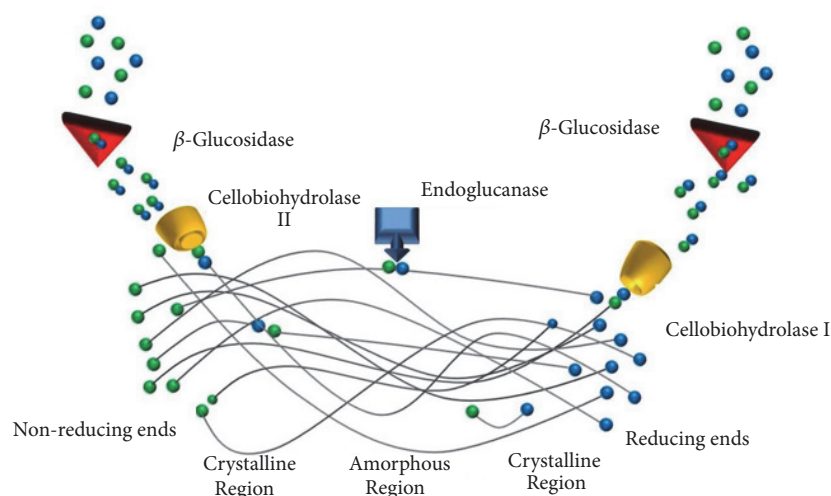 β-Glucosidase
β-Glucosidase
Cellobiohydrolase
II
Endoglucanase
Cellobiohydrolase I
Non-reducing ends
Reducing ends
Crystalline
Region
Amorphous
Region
Crystalline
Region